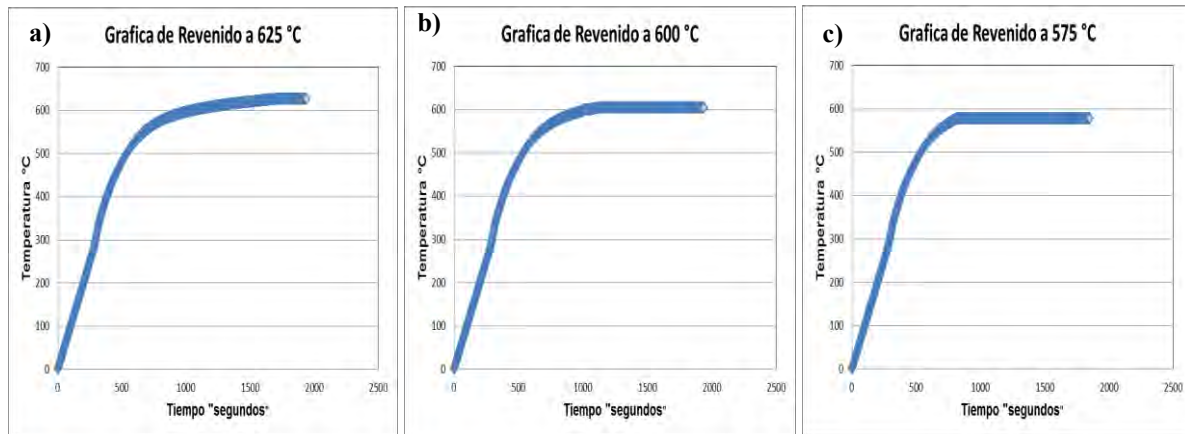 a)
Grafica de Revenido a 625 °C
Temperatura °C
700
600
500
400
300
200
100
0
0 500 1000 1500 2000 2500
Tiempo "segundos"
b)
Grafica de Revenido a 600 °C
Temperatura °C
700
600
500
400
300
200
100
0
0 500 1000 1500 2000 2500
Tiempo "segundos"
c)
Grafica de Revenido a 575 °C
Temperatura °C
700
600
500
400
300
200
100
0
0 500 1000 1500 2000 2500
Tiempo "segundos"